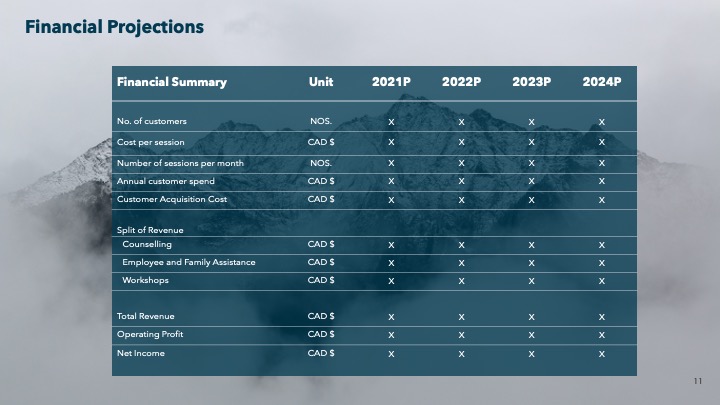 Financial Projections
Financial Summary Unit 2021P 2022P 2023P 2024P
No. of customers NOS. X X X X
Cost per session CAD $ X X X X
Number of sessions per month NOS. X X X X
Annual customer spend CAD $ X X X X
Customer Acquisition Cost CAD $ X X X X
Split of Revenue
Counselling CAD $ X X X X
Employee and Family Assistance CAD $ X X X X
Workshops CAD $ X X X X
Total Revenue CAD $ X X X X
Operating Profit CAD $ X X X X
Net Income CAD $ X X X X
11